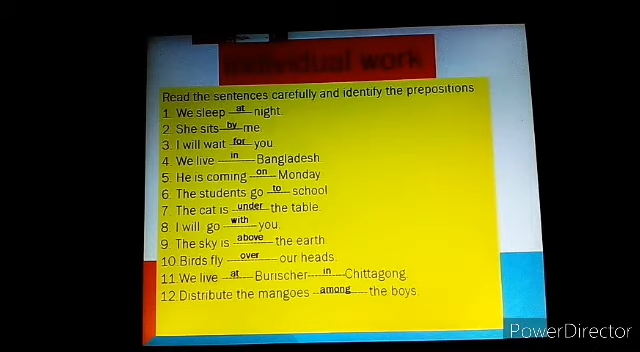 individual work
Read the sentences carefully and identify the prepositions
1. We sleep at night.
2. She sits by me.
3. I will wait for you
4. We live in Bangladesh
5. He is coming on Monday
6. The students go to school
7. The cat is under the table.
8. I will go with you.
9. The sky is above the earth
10.Birds fly over our heads.
11.We live at Burischer in Chittagong.
12.Distribute the mangoes among the boys.
PowerDirector